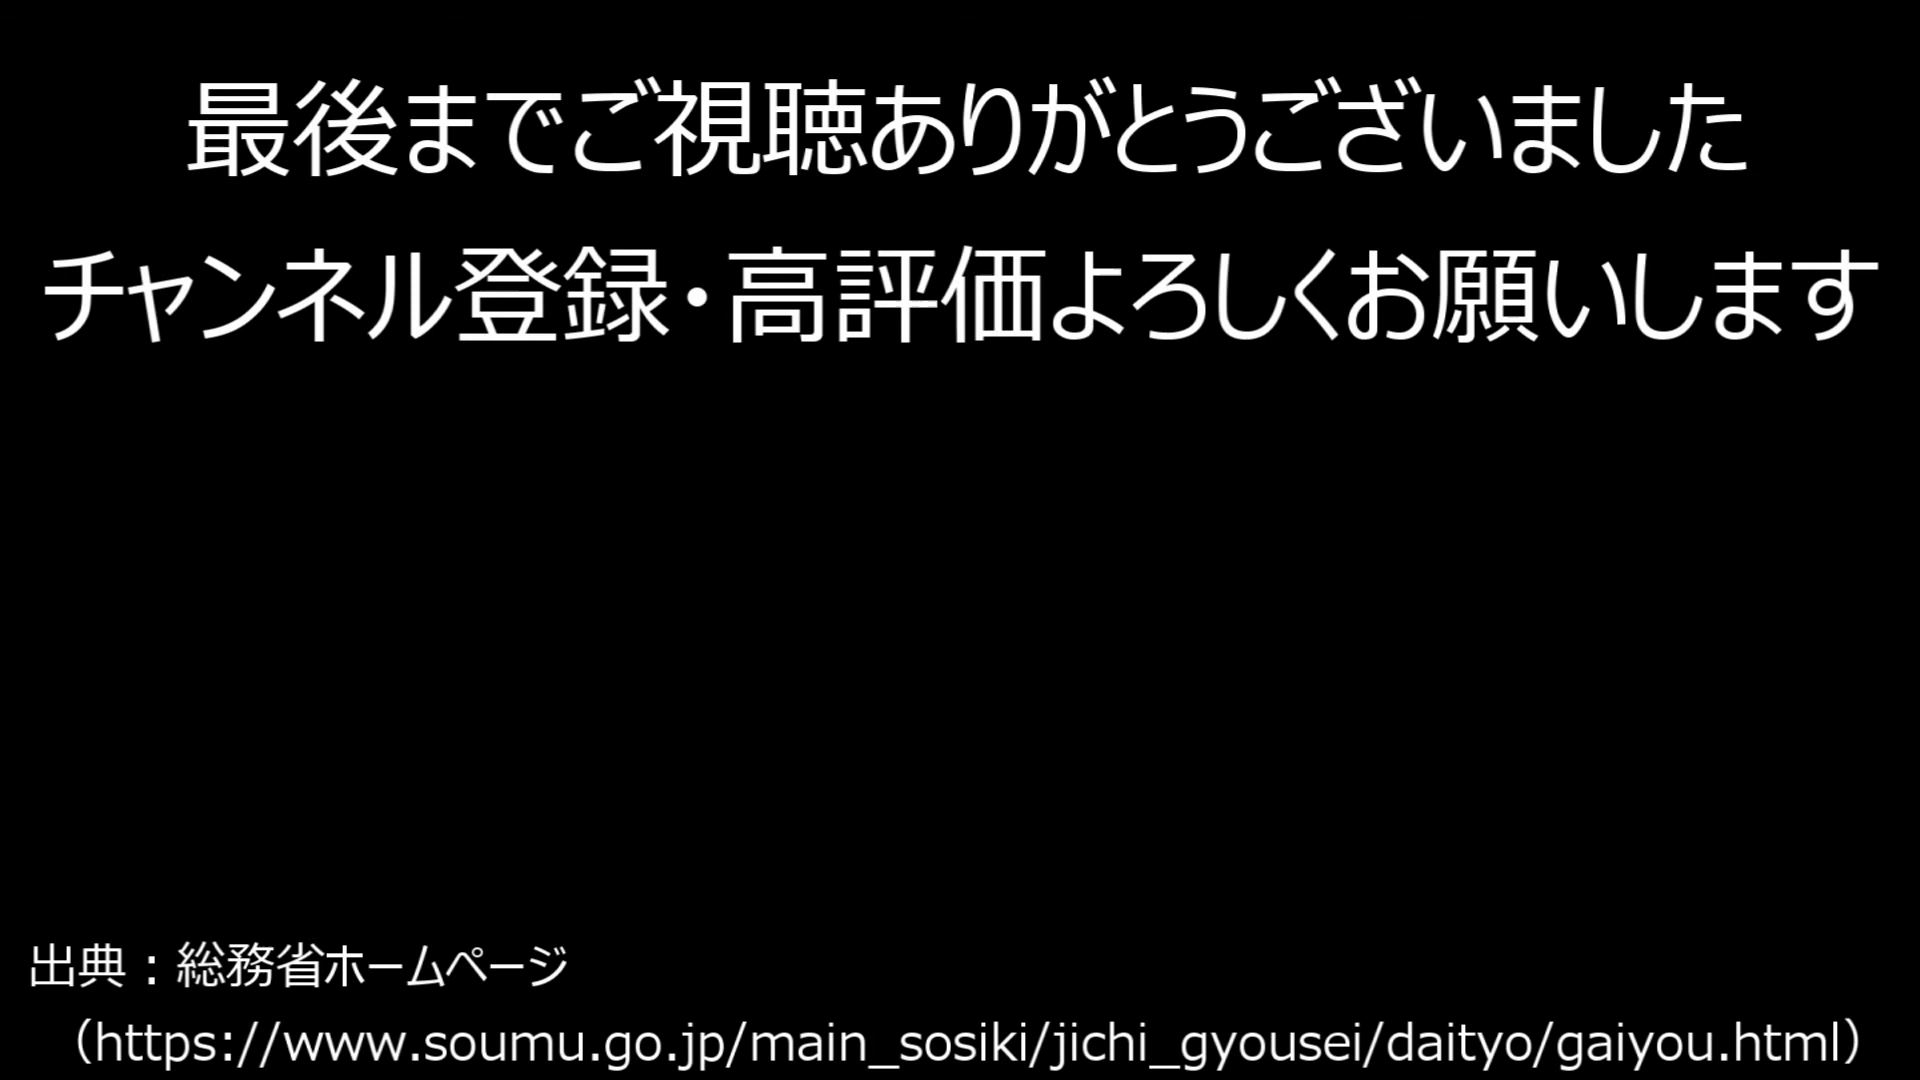 最後までご視聴ありがとうございました
チャンネル登録・高評価よろしくお願いします
出典：総務省ホームページ
（https://www.soumu.go.jp/main_sosiki/jichi_gyousei/daityo/gaiyou.html）